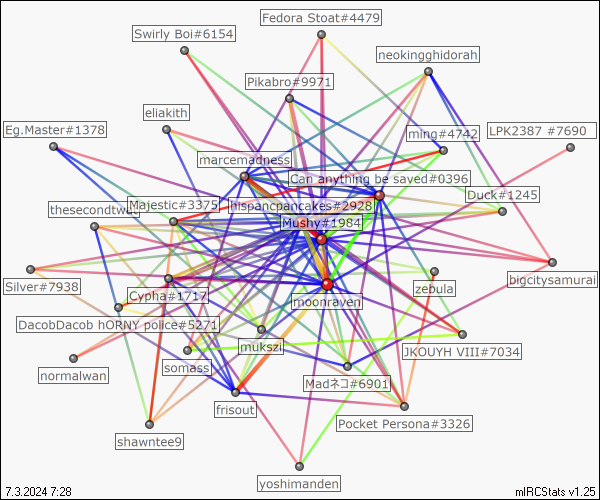 Fedora Stoat#4479
Swirly Boi#6154
neokingghidorah
Pikabro#9971
eliakith
Eg.Master#1378
ming#4742
LPK2387 #7690
marcemadness
Can anything be saved#0396
Duck#1245
Majestic#3375
hispancpancakes#2928
thesecondtwin
Mushy#1984
Silver#7938
Cypha#1717
moonraven
zebula
bigcitysamurai
DacobDacob hORNY police#5271
mukszi
JKOUYH VIII#7034
normalwan
somass
Madネコ#6901
frisout
Pocket Persona#3326
shawntee9
yoshimanden
7.3.2024 7:28
mIRCStats v1.25